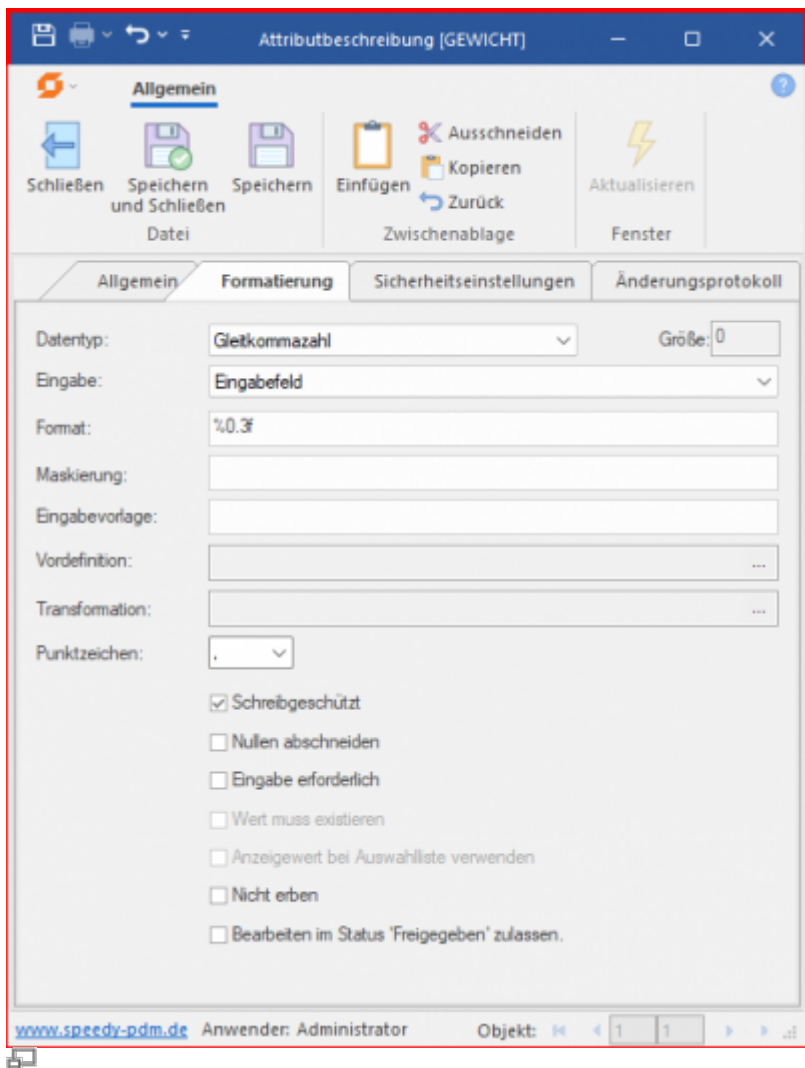 Attributbeschreibung [GEWICHT]
Allgemein
Schließen
Speichern und Schließen
Speichern
Datei
Einfügen
Ausschneiden
Kopieren
Zurück
Zwischenablage
Aktualisieren
Fenster
Allgemein Formatierung Sicherheitseinstellungen Änderungsprotokoll
Datentyp: Gleitkommazahl Größe: 0
Eingabe: Eingabefeld
Format: %0.3f
Maskierung:
Eingabevorlage:
Vordefinition: ...
Transformation: ...
Punktzeichen: .
Schreibgeschützt
Nullen abschneiden
Eingabe erforderlich
Wert muss existieren
Anzeigewert bei Auswahlliste verwenden
Nicht erben
Bearbeiten im Status 'Freigegeben' zulassen.
www.speedy-pdm.de Anwender: Administrator Objekt: 1 1